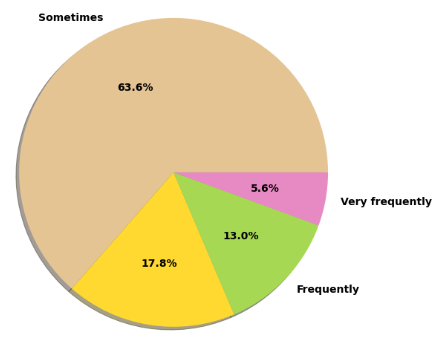 Sometimes
63.6%
5.6%
Very frequently
13.0%
17.8%
Frequently